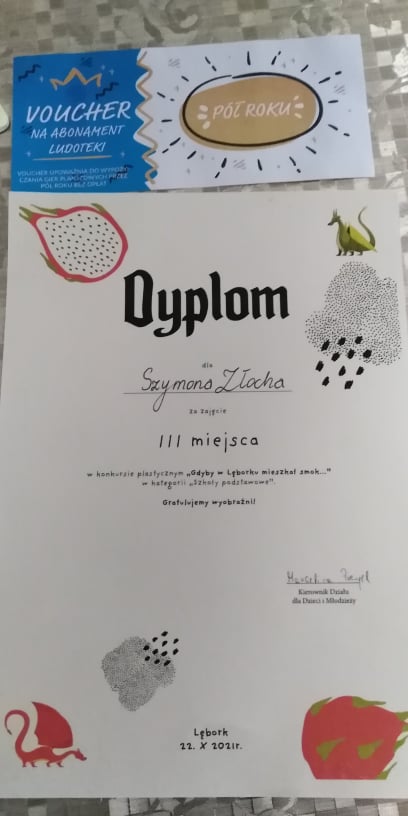 VOUCHER
NA ABONAMENT
LUDOTEKI
VOUCHER UPOWAŻNIA DO WYPOŻY-
CZANIA GIER PLANSZOWYCH PRZEZ
PÓŁ ROKU BEZ OPŁAT
PÓŁ ROKU
Dyplom
dla
Szymona Złocha
za zajęcie
III miejsca
w konkursie plastycznym „Gdyby w Lęborku mieszkał smok..."
w kategorii „Szkoły podstawowe".
Gratulujemy wyobraźni!
Kierownik Działu
dla Dzieci i Młodzieży
Lębork
22. X 2021r.